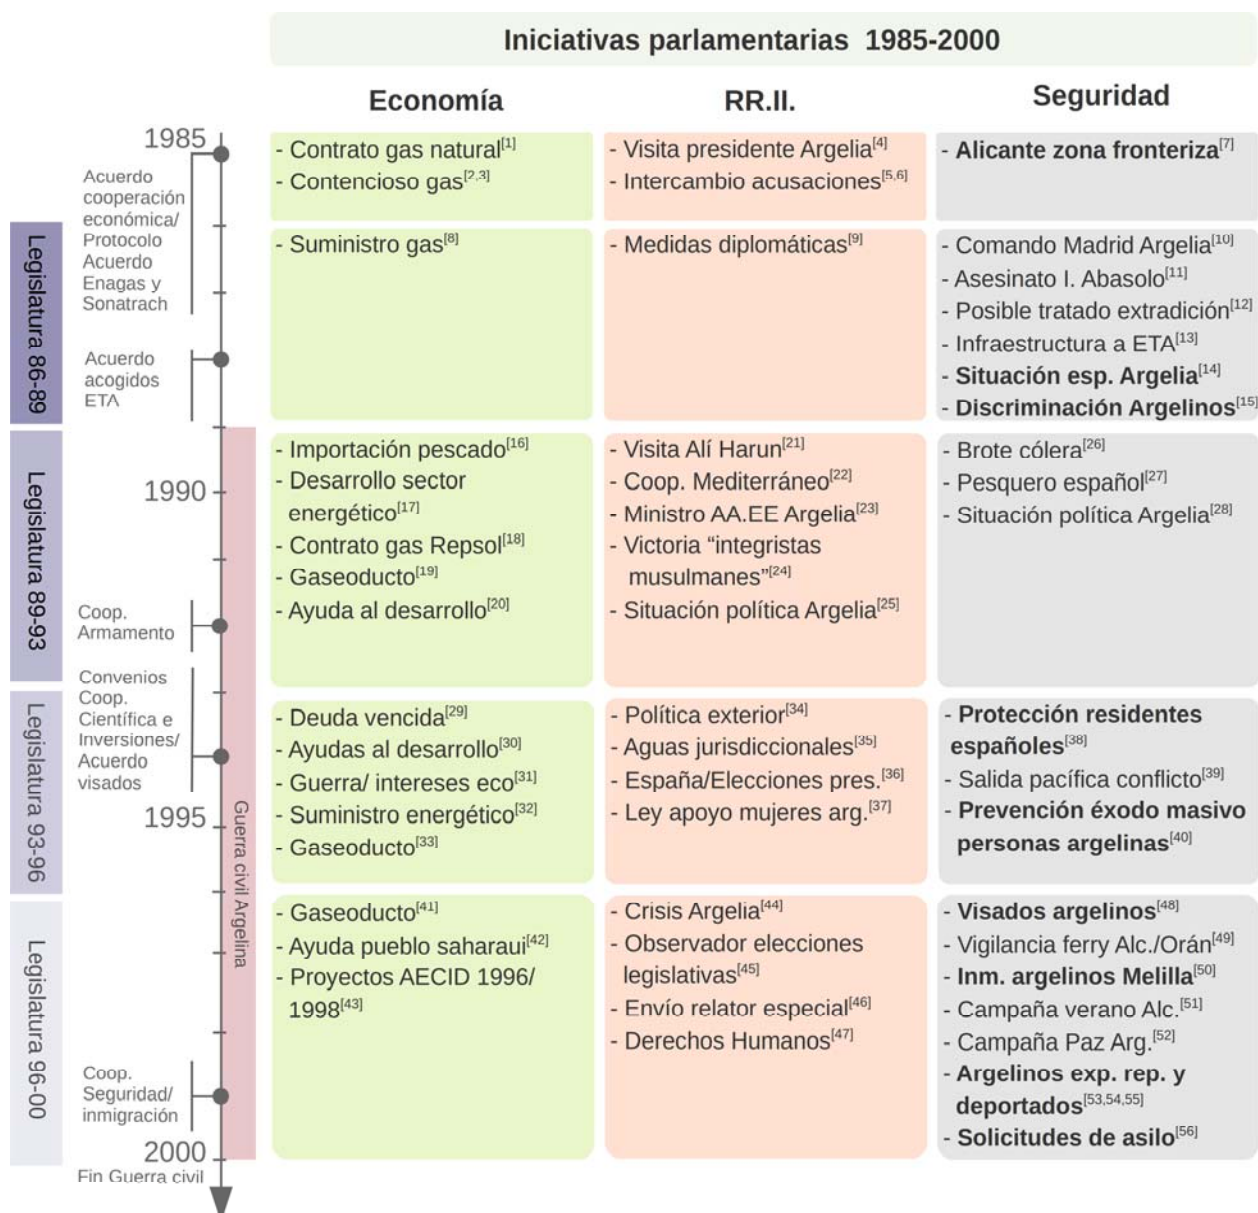 Iniciativas parlamentarias 1985-2000
Economía
RR.II.
Seguridad
1985
Acuerdo
cooperación
económica/
Protocolo
Acuerdo
Enagas y
Sonatrach
- Contrato gas natural[1]
- Contencioso gas[2,3]
- Visita presidente Argelia[4]
- Intercambio acusaciones[5,6]
- Alicante zona fronteriza[7]
Legislatura 86-89
Acuerdo
acogidos
ETA
- Suministro gas[8]
- Medidas diplomáticas[9]
- Comando Madrid Argelia[10]
- Asesinato I. Abasolo[11]
- Posible tratado extradición[12]
- Infraestructura a ETA[13]
- Situación esp. Argelia[14]
- Discriminación Argelinos[15]
Legislatura 89-93
1990
Coop.
Armamento
- Importación pescado[16]
- Desarrollo sector
energético[17]
- Contrato gas Repsol[18]
- Gaseoducto[19]
- Ayuda al desarrollo[20]
- Visita Alí Harun[21]
- Coop. Mediterráneo[22]
- Ministro AA.EE Argelia[23]
- Victoria “integristas
musulmanes”[24]
- Situación política Argelia[25]
- Brote cólera[26]
- Pesquero español[27]
- Situación política Argelia[28]
Legislatura 93-96
Convenios
Coop.
Científica e
Inversiones/
Acuerdo
visados
1995
Guerra civil Argelina
- Deuda vencida[29]
- Ayudas al desarrollo[30]
- Guerra/ intereses eco[31]
- Suministro energético[32]
- Gaseoducto[33]
- Política exterior[34]
- Aguas jurisdiccionales[35]
- España/Elecciones pres.[36]
- Ley apoyo mujeres arg.[37]
- Protección residentes
españoles[38]
- Salida pacífica conflicto[39]
- Prevención éxodo masivo
personas argelinas[40]
Legislatura 96-00
Coop.
Seguridad/
inmigración
2000
Fin Guerra civil
- Gaseoducto[41]
- Ayuda pueblo saharaui[42]
- Proyectos AECID 1996/
1998[43]
- Crisis Argelia[44]
- Observador elecciones
legislativas[45]
- Envío relator especial[46]
- Derechos Humanos[47]
- Visados argelinos[48]
- Vigilancia ferry Alc./Orán[49]
- Inm. argelinos Melilla[50]
- Campaña verano Alc.[51]
- Campaña Paz Arg.[52]
- Argelinos exp. rep. y
deportados[53,54,55]
- Solicitudes de asilo[56]